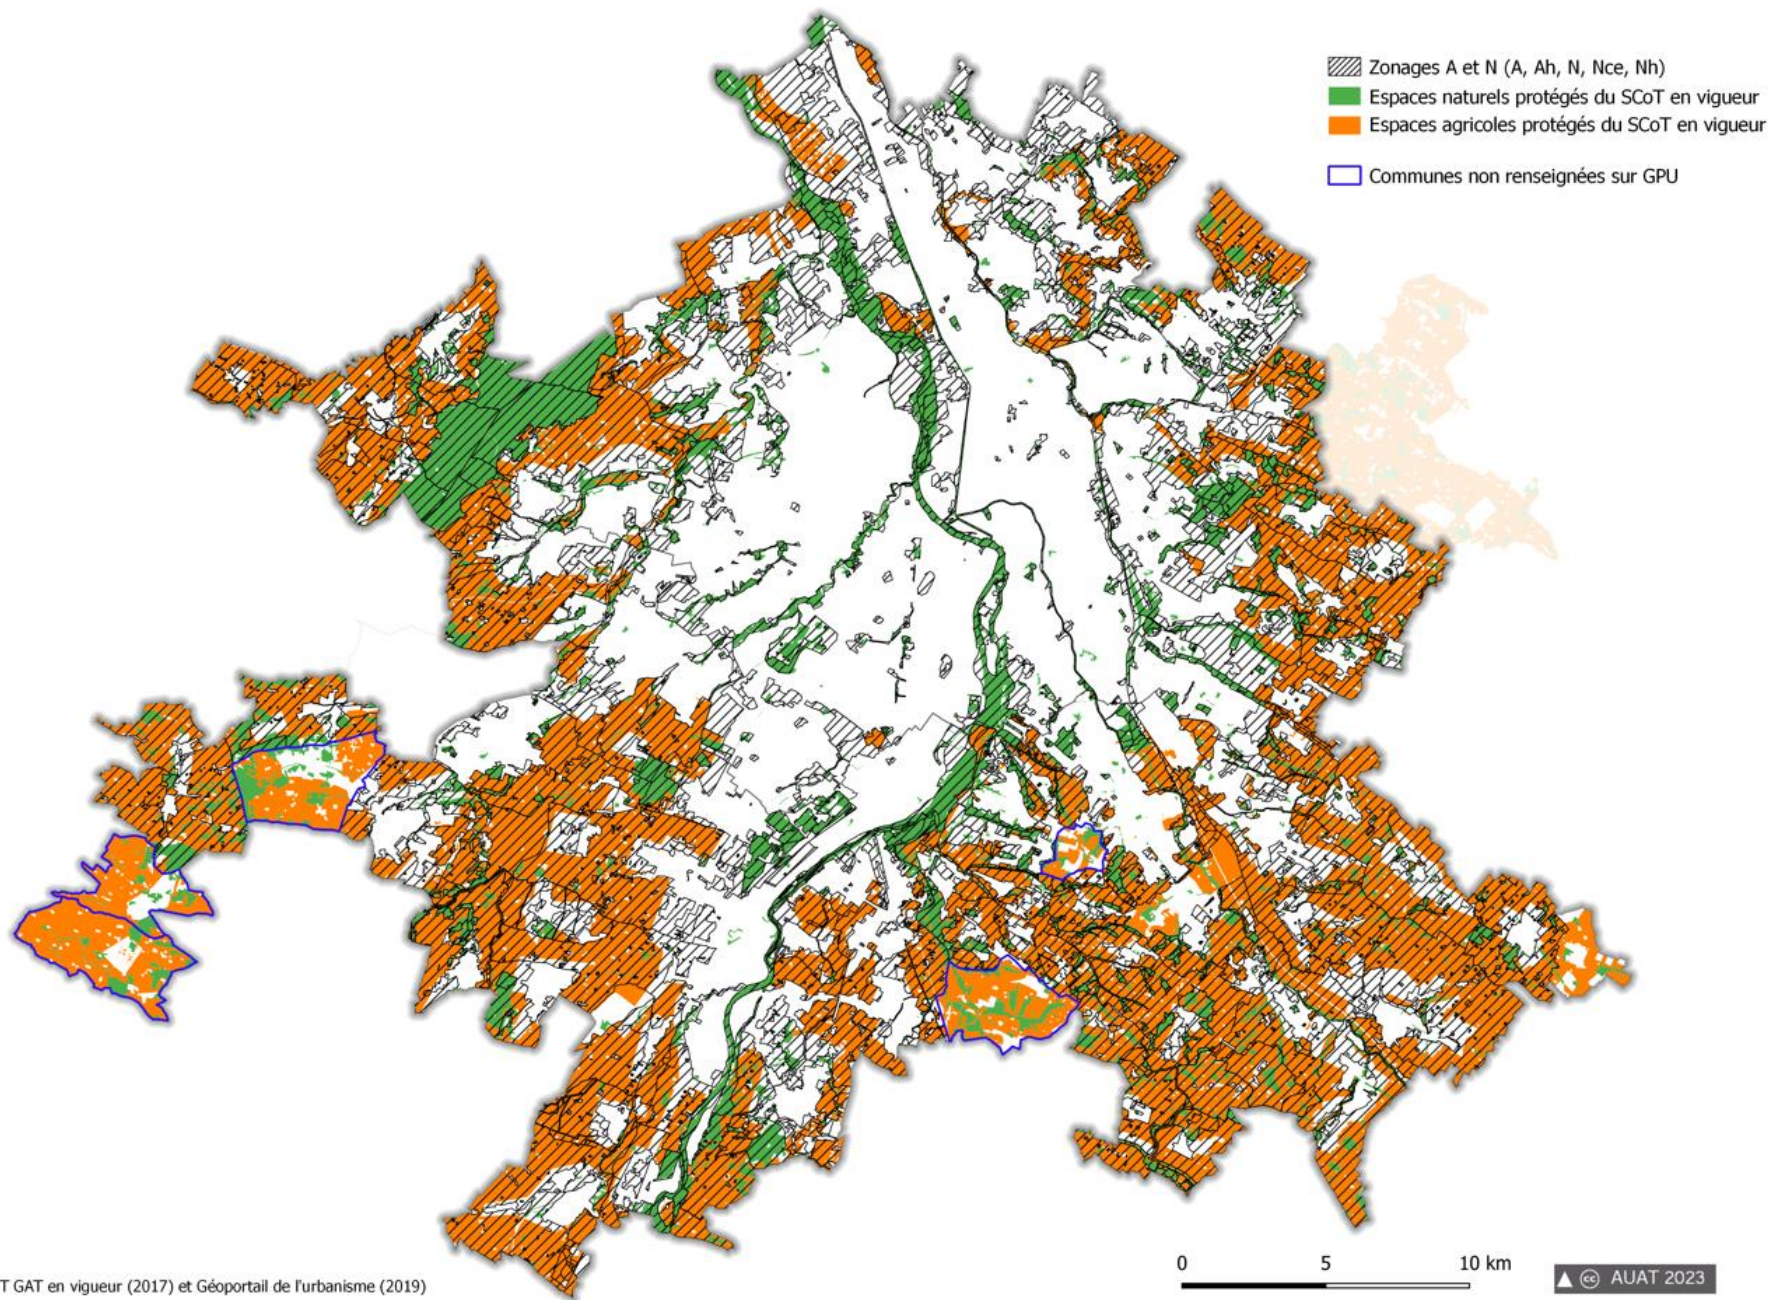 Zonages A et N (A, Ah, N, Nce, Nh)
Espaces naturels protégés du SCoT en vigueur
Espaces agricoles protégés du SCoT en vigueur
Communes non renseignées sur GPU
T GAT en vigueur (2017) et Géoportail de l'urbanisme (2019)
0 5 10 km
cc AUAT 2023